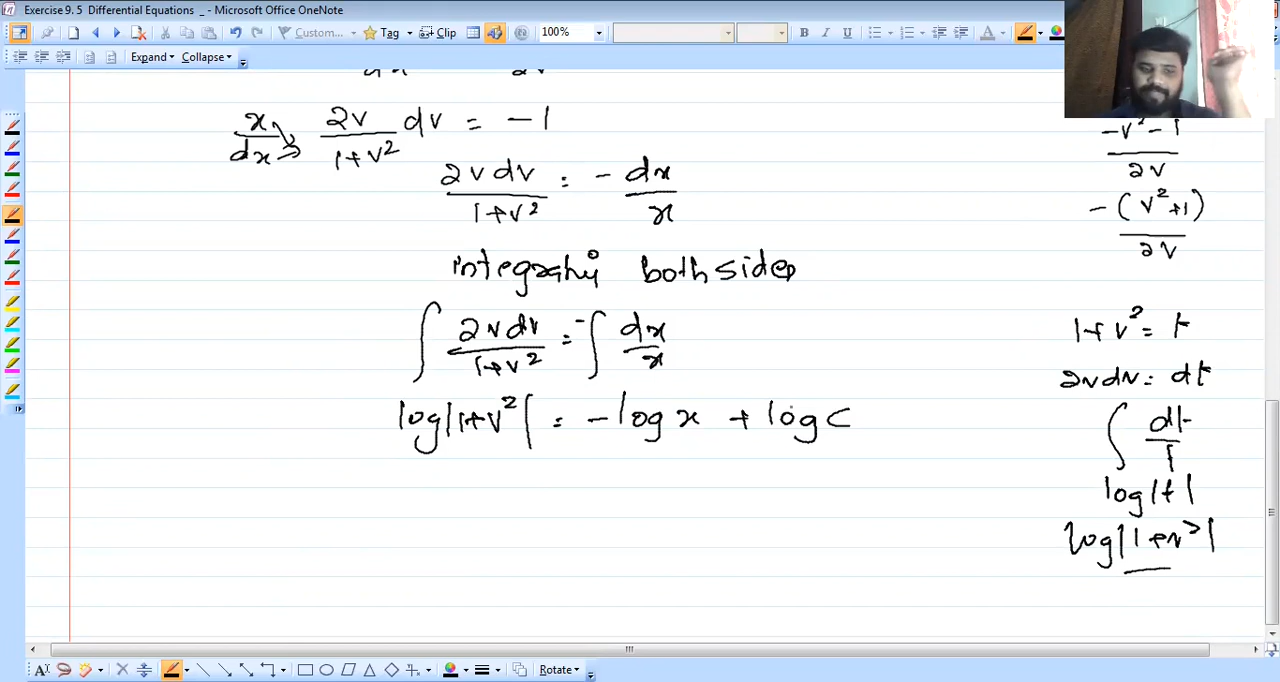 Exercise 9. 5 Differential Equations _ - Microsoft Office OneNote
Custom... Tag Clip 100% B I U A
Expand Collapse
x/dx ⇒ 2v/1+v² dv = -1
2v dv/1+v² = - dx/x
both sides
∫ 2v dv/1+v² = -∫ dx/x
log|1+v²| = - log x + log C
-v²-1/2v
-(v²+1)/2v
1+v² = t
2v dv = dt
∫ dt/t
log|t|
log|1+v²|
Rotate